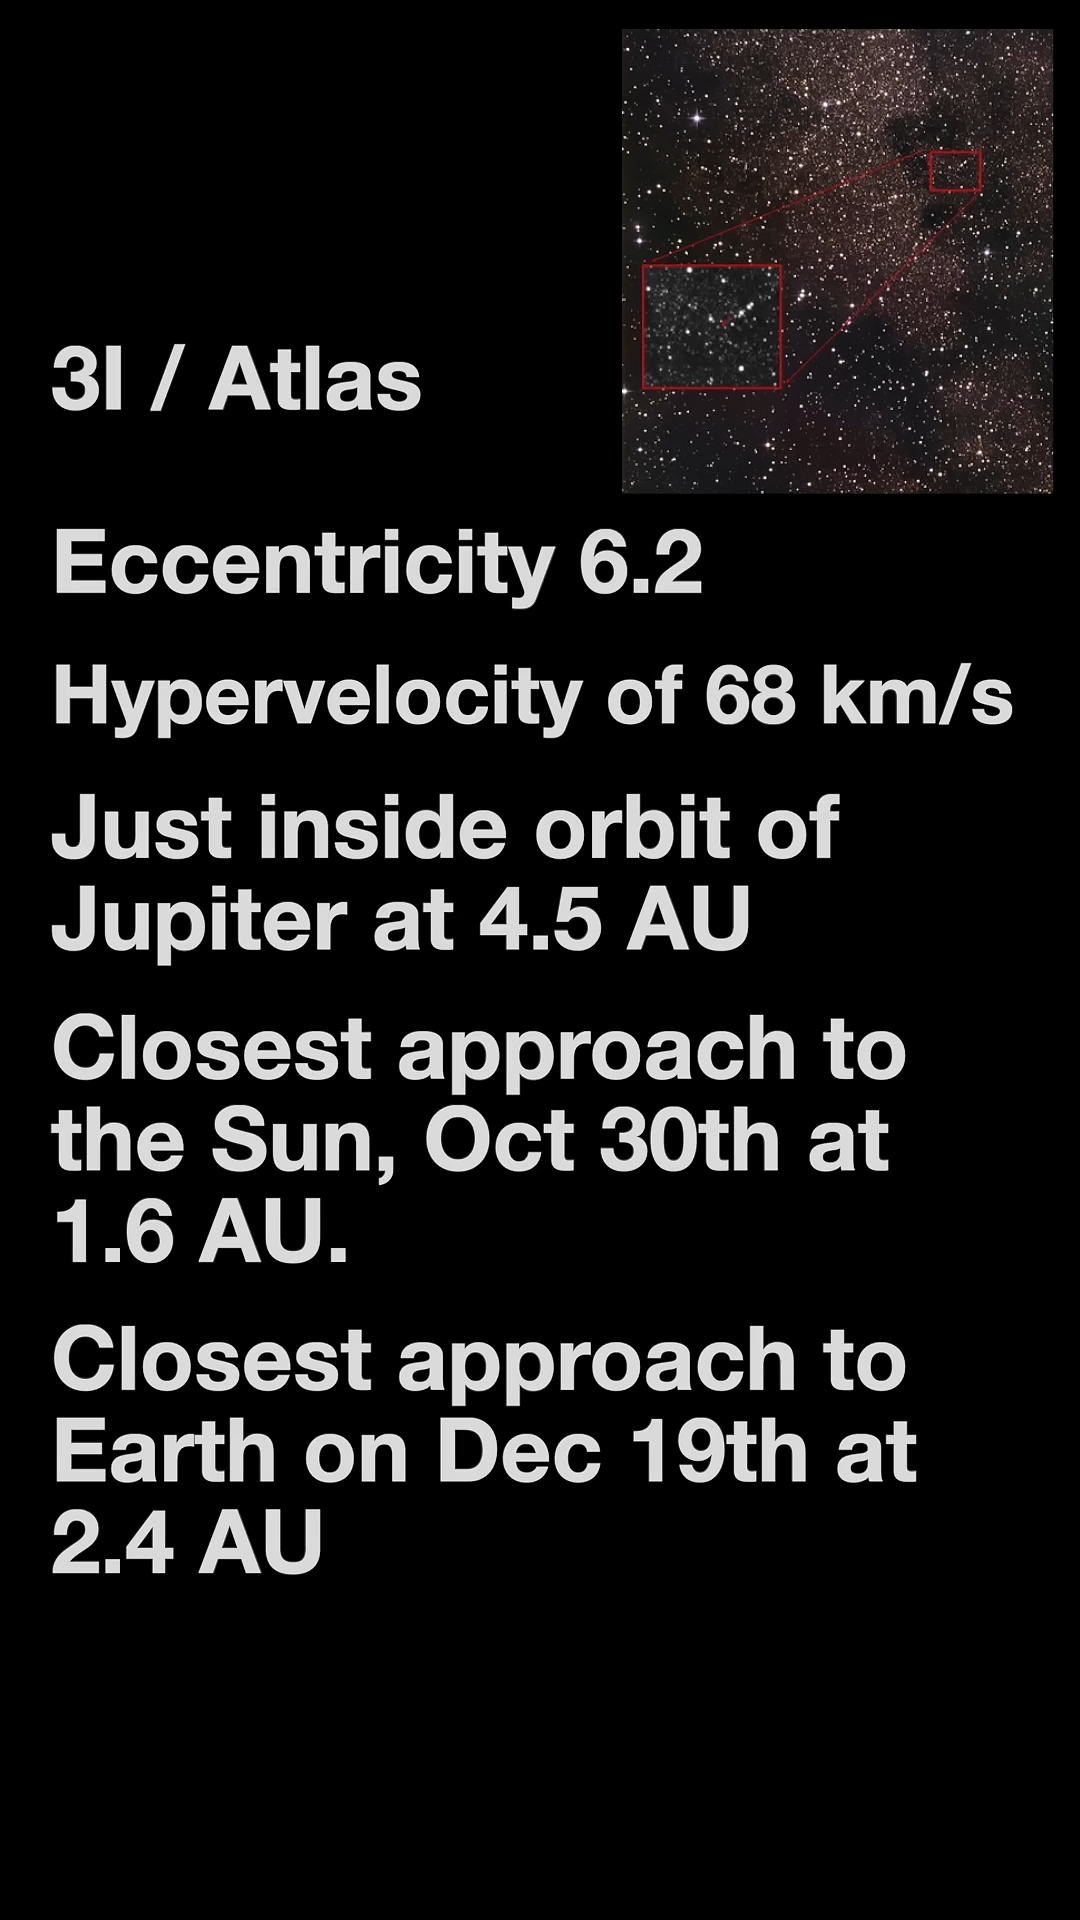 3I / Atlas
Eccentricity 6.2
Hypervelocity of 68 km/s
Just inside orbit of
Jupiter at 4.5 AU
Closest approach to
the Sun, Oct 30th at
1.6 AU.
Closest approach to
Earth on Dec 19th at
2.4 AU